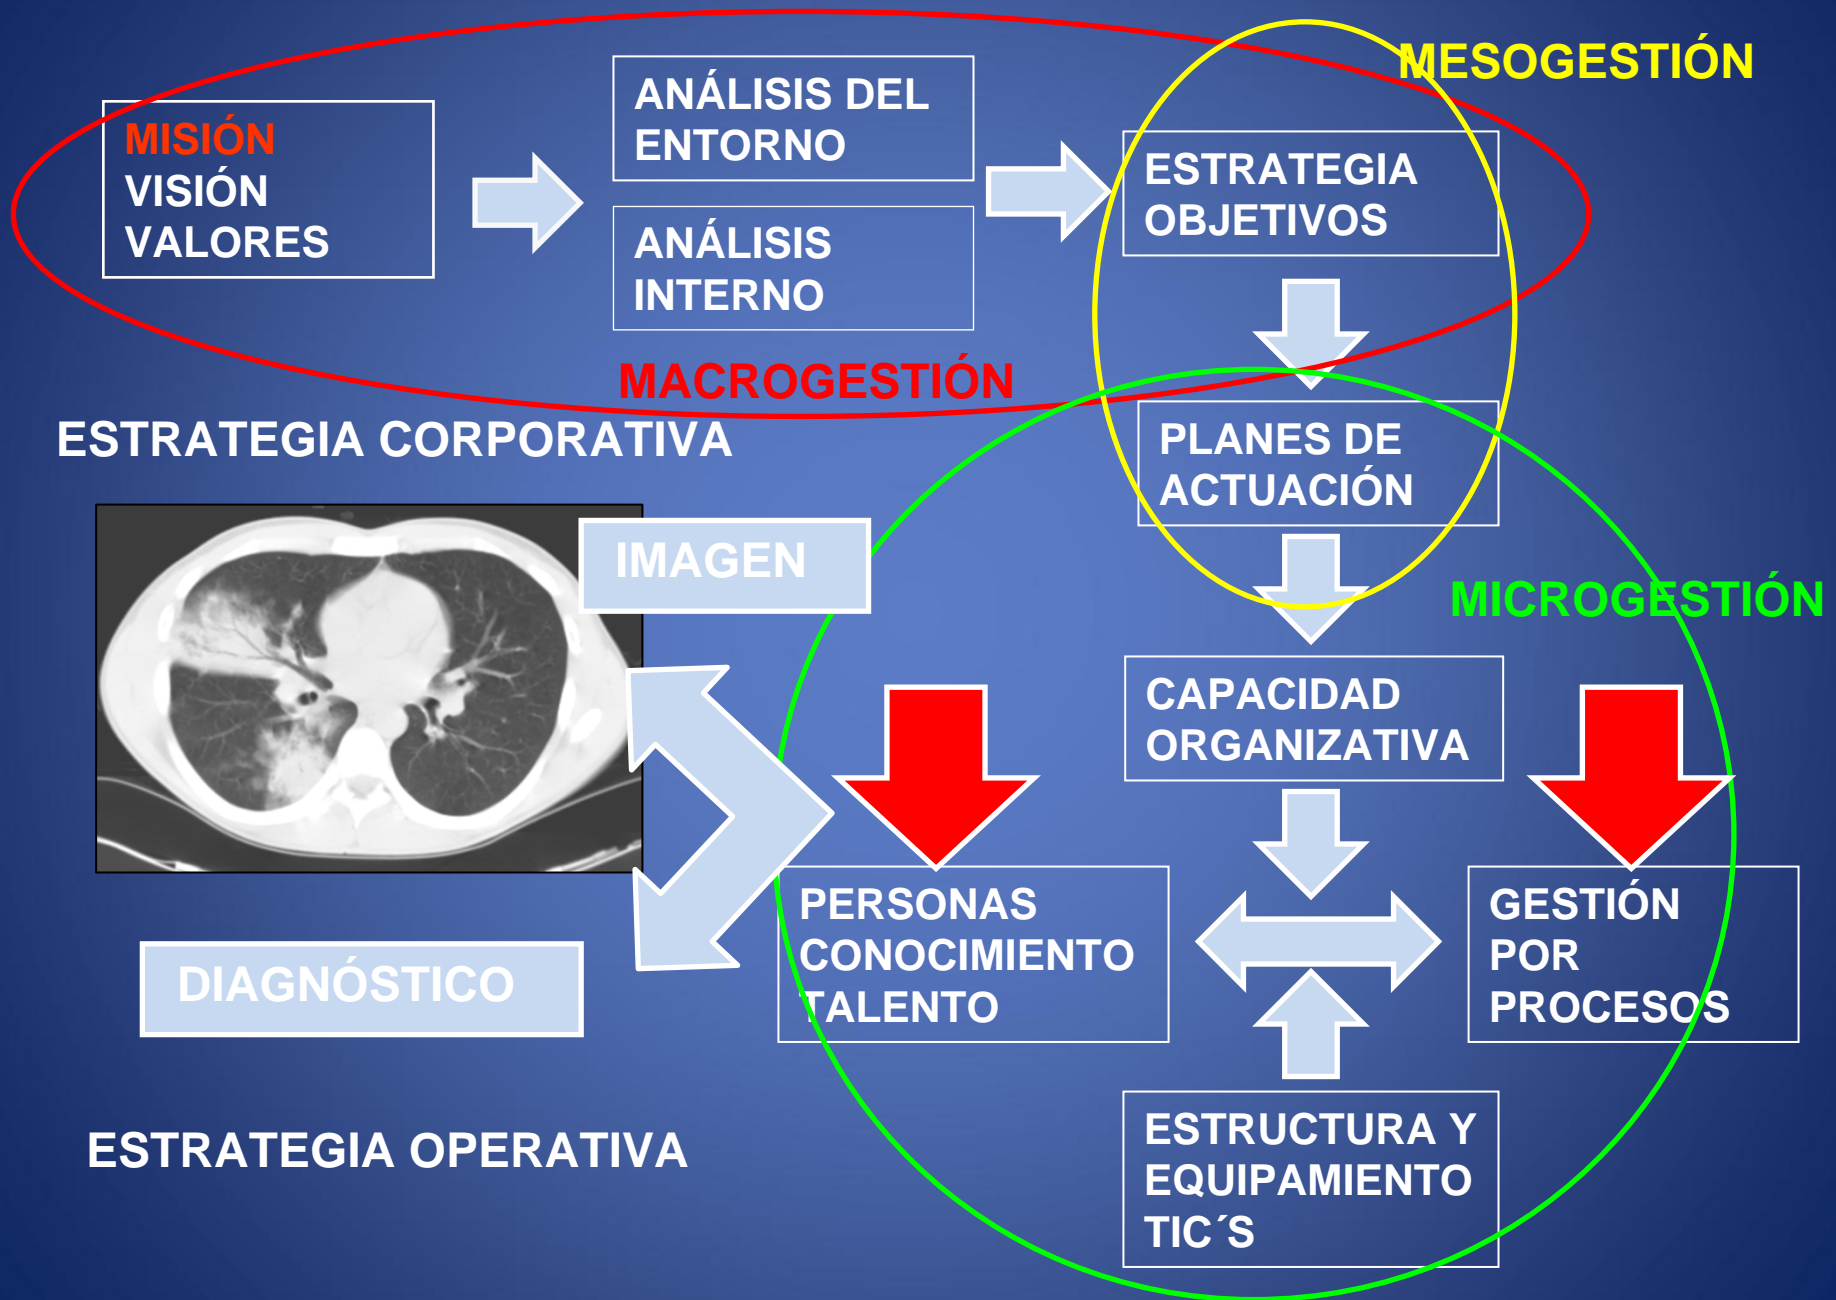 MESOGESTIÓN
MISIÓN
VISIÓN
VALORES
ANÁLISIS DEL
ENTORNO
ANÁLISIS
INTERNO
ESTRATEGIA
OBJETIVOS
MACROGESTIÓN
ESTRATEGIA CORPORATIVA
PLANES DE
ACTUACIÓN
IMAGEN
MICROGESTIÓN
CAPACIDAD
ORGANIZATIVA
PERSONAS
CONOCIMIENTO
TALENTO
GESTIÓN
POR
PROCESOS
DIAGNÓSTICO
ESTRATEGIA OPERATIVA
ESTRUCTURA Y
EQUIPAMIENTO
TIC´S